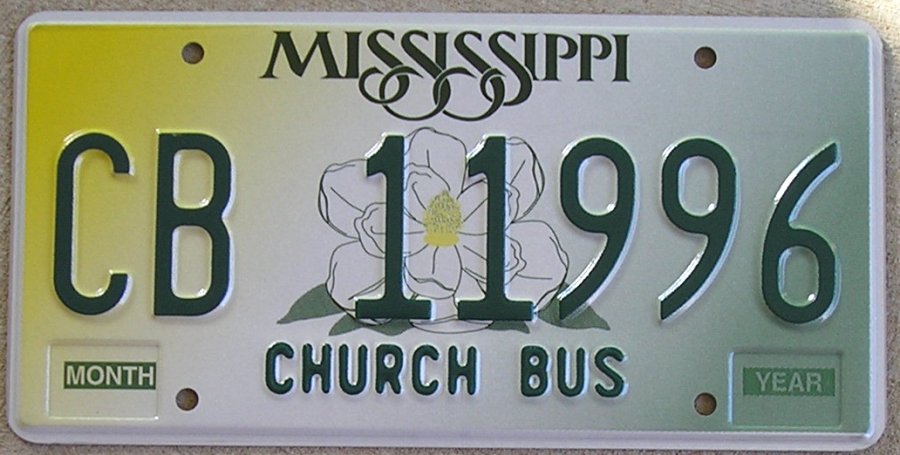 MISSISSIPPI
CB 11996
CHURCH BUS
MONTH YEAR